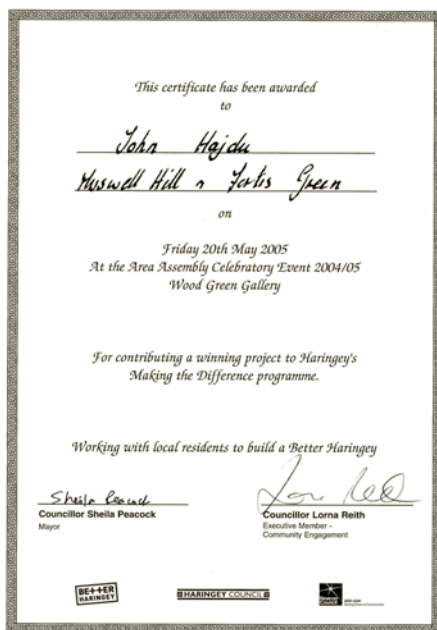 This certificate has been awarded
to
John Hajdu
Muswell Hill n Fortis Green
on
Friday 20th May 2005
At the Area Assembly Celebratory Event 2004/05
Wood Green Gallery
For contributing a winning project to Haringey's
Making the Difference programme.
Working with local residents to build a Better Haringey
Sheila Peacock
Councillor Sheila Peacock
Mayor
Councillor Lorna Reith
Executive Member -
Community Engagement
BETTER
HARINGEY
HARINGEY COUNCIL